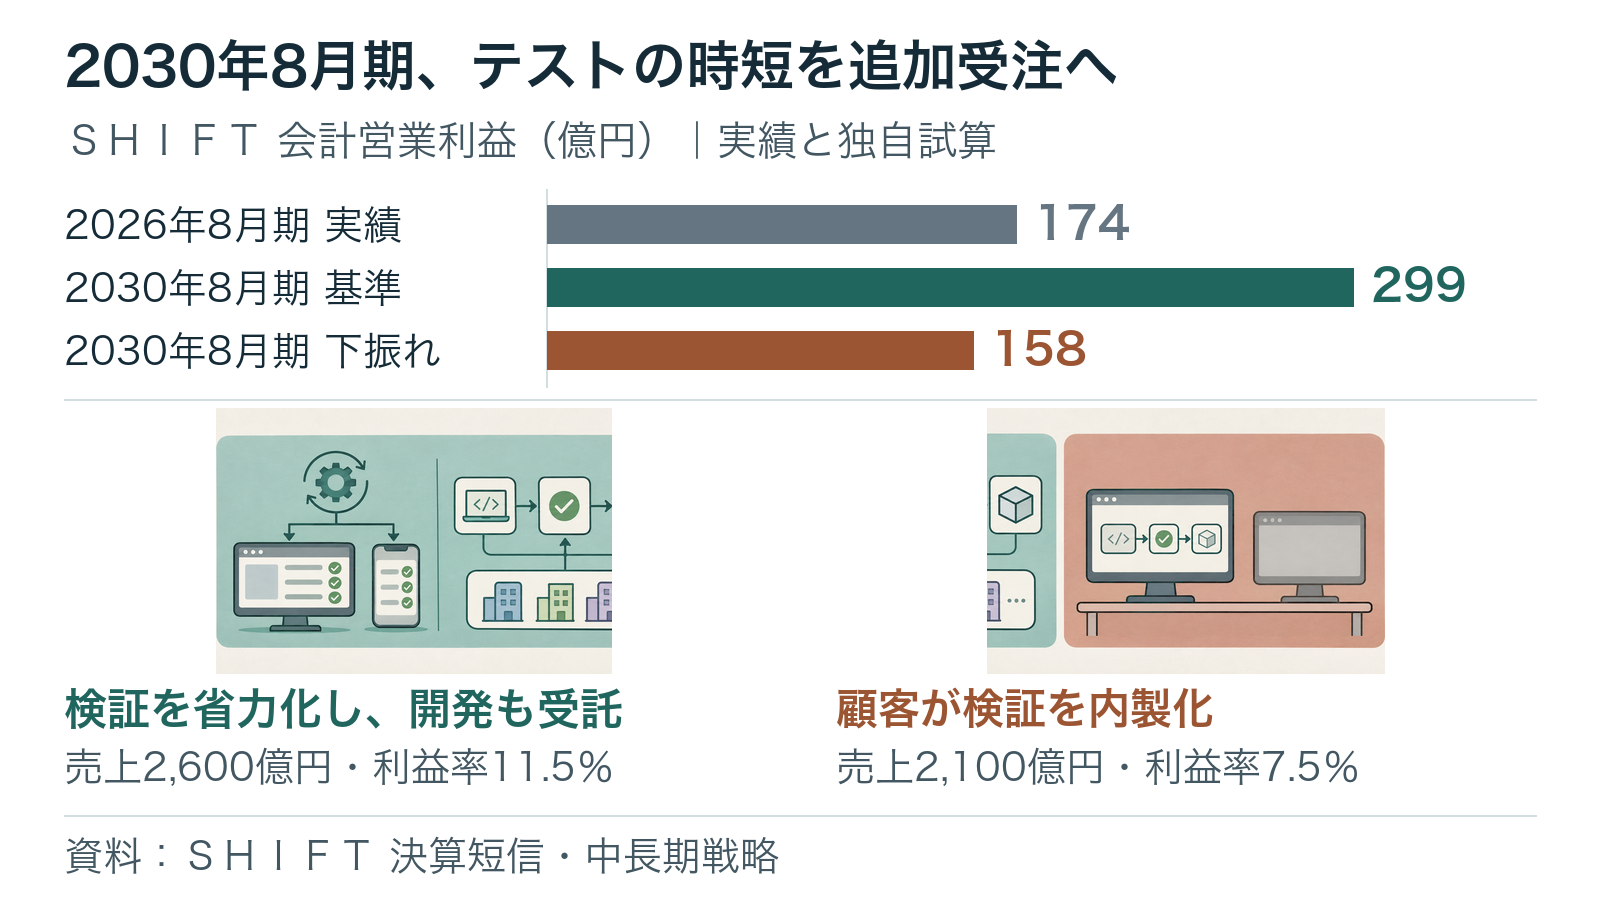 2030年8月期、テストの時短を追加受注へ
ＳＨＩＦＴ 会計営業利益（億円）｜実績と独自試算
2026年8月期 実績 174
2030年8月期 基準 299
2030年8月期 下振れ 158
</>
</>
検証を省力化し、開発も受託
売上2,600億円・利益率11.5％
顧客が検証を内製化
売上2,100億円・利益率7.5％
資料：ＳＨＩＦＴ 決算短信・中長期戦略